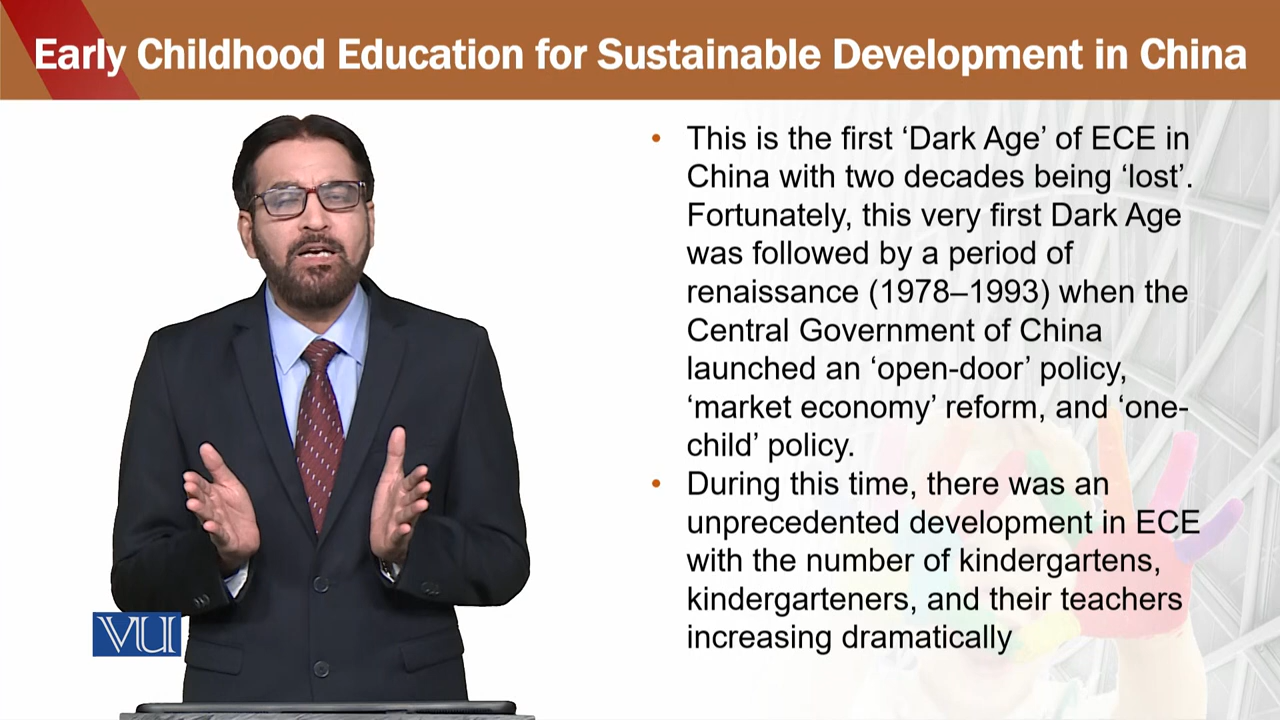 Early Childhood Education for Sustainable Development in China
• This is the first ‘Dark Age’ of ECE in
China with two decades being ‘lost’.
Fortunately, this very first Dark Age
was followed by a period of
renaissance (1978–1993) when the
Central Government of China
launched an ‘open-door’ policy,
‘market economy’ reform, and ‘one-
child’ policy.
• During this time, there was an
unprecedented development in ECE
with the number of kindergartens,
kindergarteners, and their teachers
increasing dramatically
VU